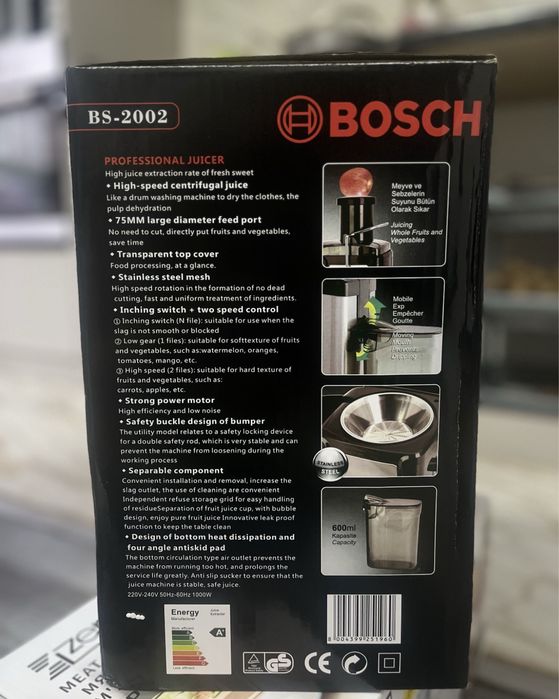 BS-2002
BOSCH
PROFESSIONAL JUICER
High juice extraction rate of fresh sweet
• High-speed centrifugal juice
Like a drum washing machine to dry the clothes, the
pulp dehydration
• 75MM large diameter feed port
No need to cut, directly put fruits and vegetables,
save time
• Transparent top cover
Food processing, at a glance.
• Stainless steel mesh
High speed rotation in the formation of no dead
cutting, fast and uniform treatment of ingredients.
• Inching switch + two speed control
① Inching switch (N file): suitable for use when the
slag is not smooth or blocked
② Low gear (1 files): suitable for softtexture of fruits
and vegetables, such as:watermelon, oranges,
tomatoes, mango, etc.
③ High speed (2 files): suitable for hard texture of
fruits and vegetables, such as:
carrots, apples, etc.
• Strong power motor
High efficiency and low noise
• Safety buckle design of bumper
The utility model relates to a safety locking device
for a double safety rod, which is very stable and can
prevent the machine from loosening during the
working process
• Separable component
Convenient installation and removal, increase the
slag outlet, the use of cleaning are convenient
Independent refuse storage grid for easy handling
of residueSeparation of fruit juice cup, with bubble
design, enjoy pure fruit juice Innovative leak proof
function to keep the table clean
• Design of bottom heat dissipation and
four angle antiskid pad
The bottom circulation type air outlet prevents the
machine from running too hot, and prolongs the
service life greatly. Anti slip sucker to ensure that the
juice machine is stable, safe juice.
220V-240V 50Hz-60Hz 1000W
Meyve ve
Sebzelerin
Suyunu Bütün
Olarak Sıkar
Juicing
Whole Fruits and
Vegetables
Mobile
Exp
Empêcher
Goutte
Moving
Mouth
Prevents
Dripping
STAINLESS
STEEL
600ml
Kapasite
Capacity
Energy
Manufacturer
Juice
Extractor
More efficient
A
Less efficient
8004399251960
GS
CE
MEAT